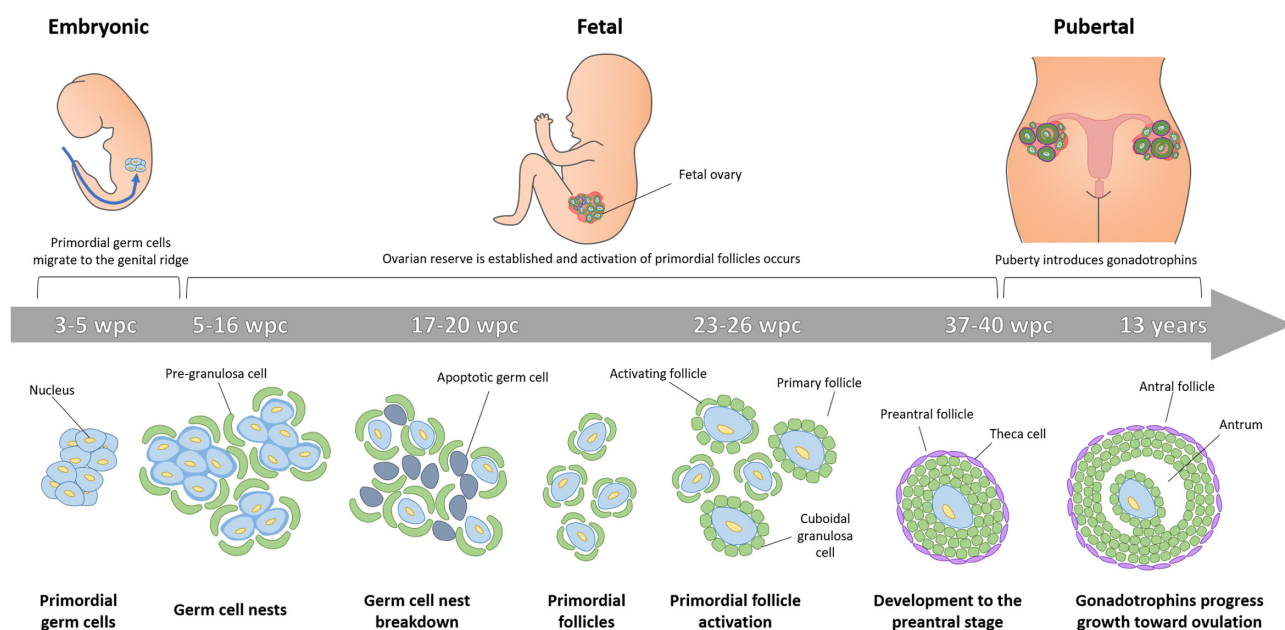 Embryonic
Fetal
Pubertal
Fetal ovary
Primordial germ cells
migrate to the genital ridge
Ovarian reserve is established and activation of primordial follicles occurs
Puberty introduces gonadotrophins
3-5 wpc
5-16 wpc
17-20 wpc
23-26 wpc
37-40 wpc
13 years
Nucleus
Pre-granulosa cell
Apoptotic germ cell
Activating follicle
Primary follicle
Cuboidal
granulosa
cell
Preantral follicle
Theca cell
Antral follicle
Antrum
Primordial
germ cells
Germ cell nests
Germ cell nest
breakdown
Primordial
follicles
Primordial follicle
activation
Development to the
preantral stage
Gonadotrophins progress
growth toward ovulation